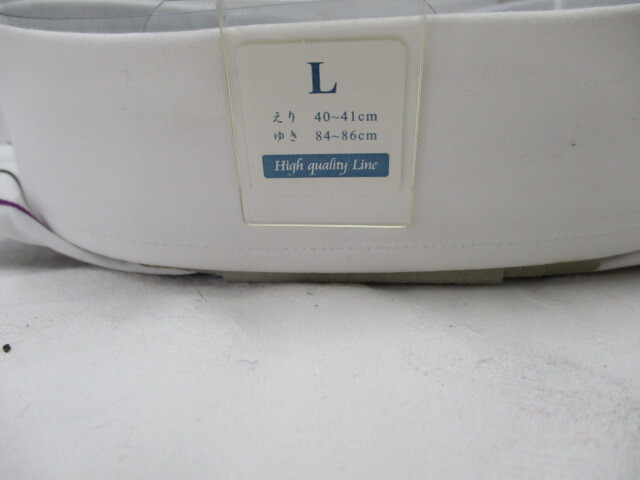 L
えり 40~41cm
ゆき 84~86cm
High quality Line